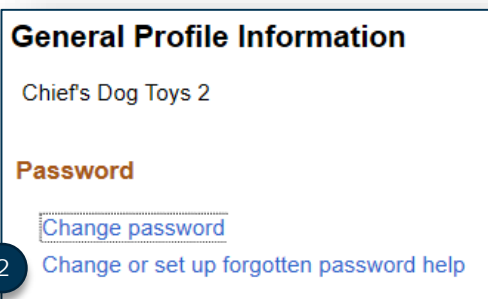 General Profile Information
Chief's Dog Toys 2
Password
Change password
2 Change or set up forgotten password help